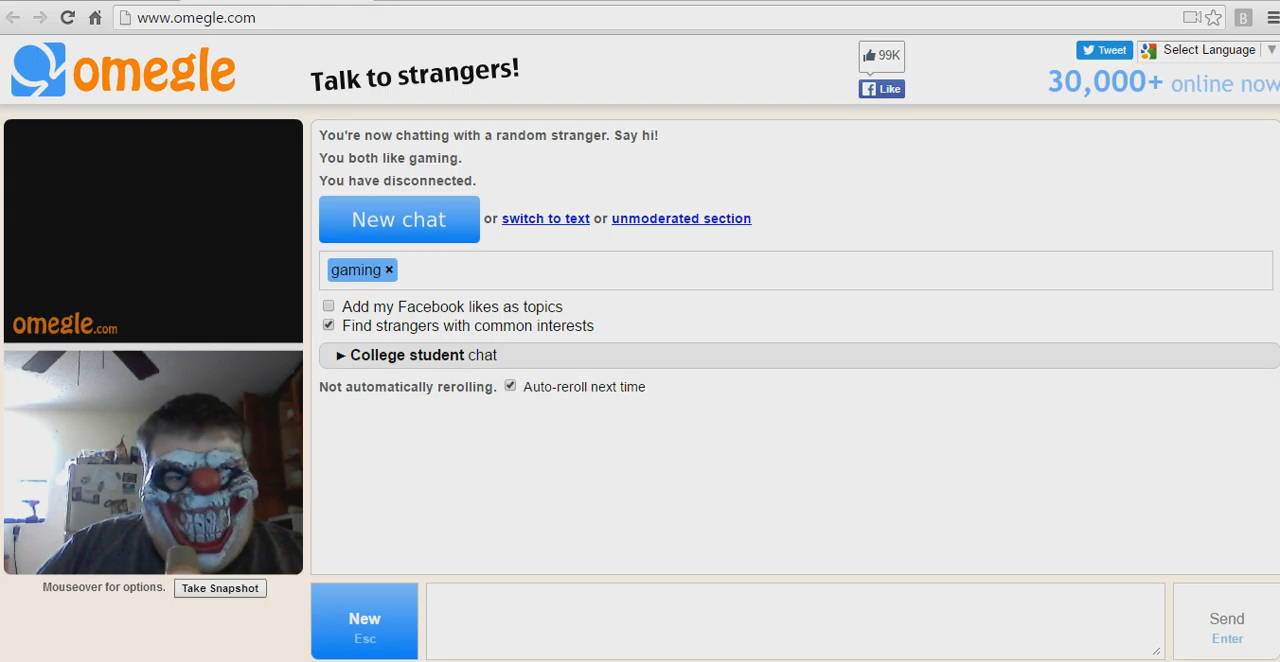 www.omegle.com
omegle
Talk to strangers!
99K
Like
Tweet
Select Language
30,000+ online now
You're now chatting with a random stranger. Say hi!
You both like gaming.
You have disconnected.
New chat or switch to text or unmoderated section
gaming ×
Add my Facebook likes as topics
Find strangers with common interests
College student chat
Not automatically rerolling. Auto-reroll next time
omegle.com
Mouseover for options. Take Snapshot
New
Esc
Send
Enter
B